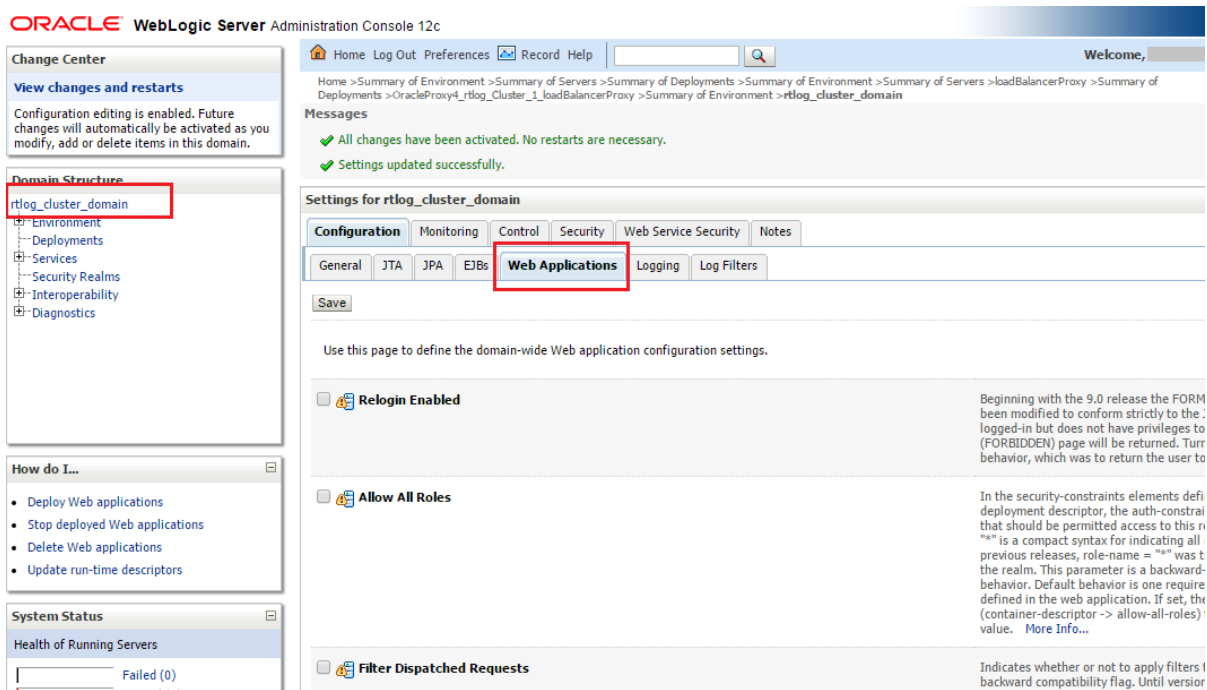 ORACLE WebLogic Server Administration Console 12c
Change Center
View changes and restarts
Configuration editing is enabled. Future
changes will automatically be activated as you
modify, add or delete items in this domain.
Domain Structure
rtlog_cluster_domain
Environment
Deployments
Services
Security Realms
Interoperability
Diagnostics
How do I...
Deploy Web applications
Stop deployed Web applications
Delete Web applications
Update run-time descriptors
System Status
Health of Running Servers
Failed (0)
Home Log Out Preferences Record Help
Welcome,
Home >Summary of Environment >Summary of Servers >Summary of Deployments >Summary of Environment >Summary of Servers >loadBalancerProxy >Summary of
Deployments >OracleProxy4_rtlog_Cluster_1_loadBalancerProxy >Summary of Environment >rtlog_cluster_domain
Messages
All changes have been activated. No restarts are necessary.
Settings updated successfully.
Settings for rtlog_cluster_domain
Configuration Monitoring Control Security Web Service Security Notes
General JTA JPA EJBs Web Applications Logging Log Filters
Save
Use this page to define the domain-wide Web application configuration settings.
Relogin Enabled
Beginning with the 9.0 release the FORM
been modified to conform strictly to the
logged-in but does not have privileges to
(FORBIDDEN) page will be returned. Turn
behavior, which was to return the user to
Allow All Roles
In the security-constraints elements defi
deployment descriptor, the auth-constrai
that should be permitted access to this r
"*" is a compact syntax for indicating all
previous releases, role-name = "*" was t
the realm. This parameter is a backward-
behavior. Default behavior is one require
defined in the web application. If set, the
(container-descriptor -> allow-all-roles)
value. More Info...
Filter Dispatched Requests
Indicates whether or not to apply filters
backward compatibility flag. Until version